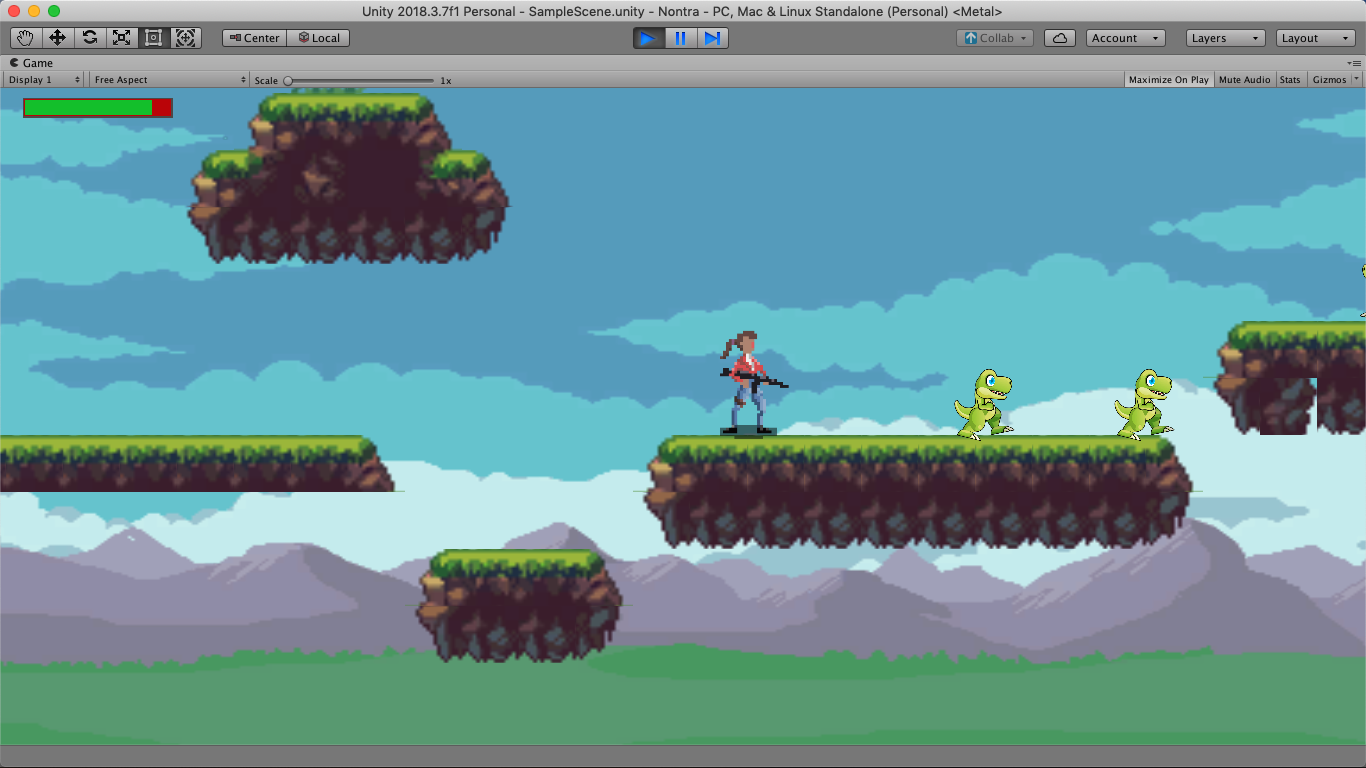 Unity 2018.3.7f1 Personal - SampleScene.unity - Nontra - PC, Mac & Linux Standalone (Personal) <Metal>
Center Local Collab Account Layers Layout
Game
Display 1 Free Aspect Scale 1x Maximize On Play Mute Audio Stats Gizmos